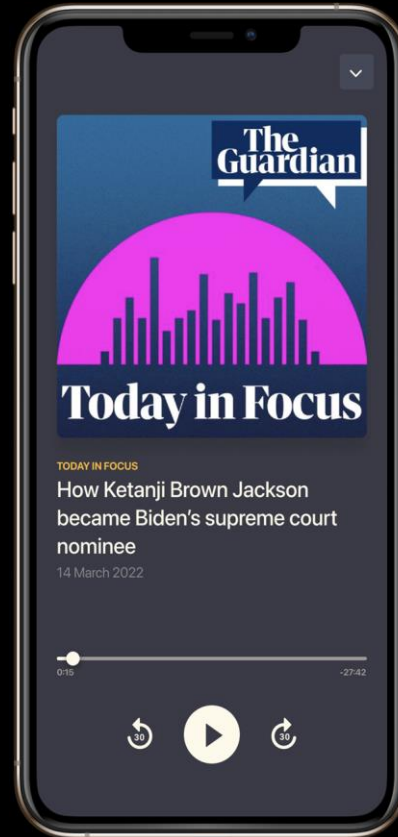 The
Guardian
Today in Focus
TODAY IN FOCUS
How Ketanji Brown Jackson
became Biden's supreme court
nominee
14 March 2022
0:15
-27:42
30
30